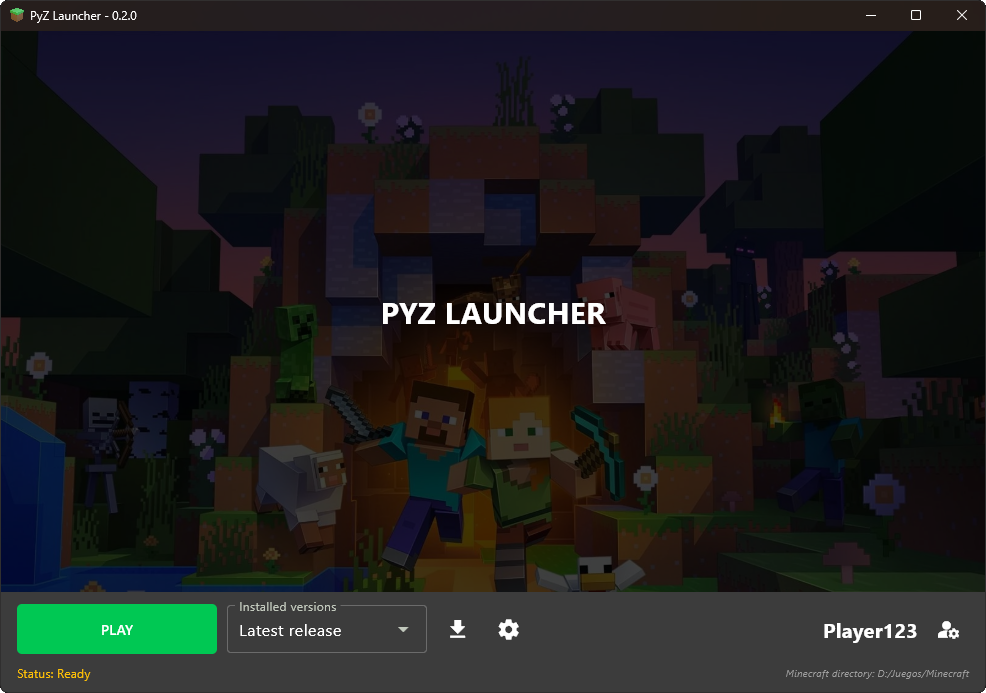 PyZ Launcher - 0.2.0
PYZ LAUNCHER
Installed versions
PLAY
Latest release
Player123
Status: Ready
Minecraft directory: D:/Juegos/Minecraft